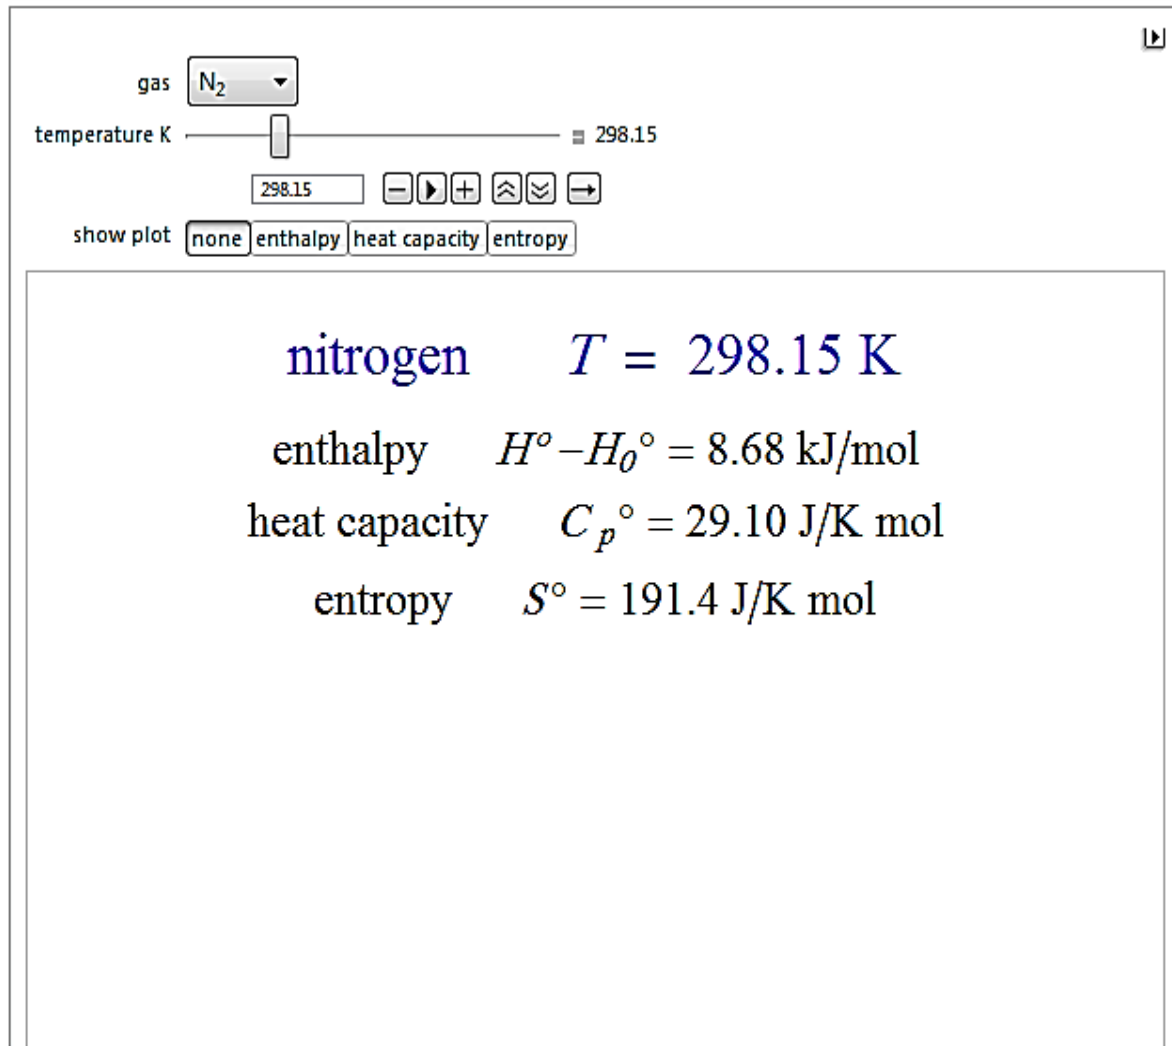 gas N₂
temperature K 298.15
298.15
show plot none enthalpy heat capacity entropy
nitrogen T = 298.15 K
enthalpy H° –H₀° = 8.68 kJ/mol
heat capacity C p° = 29.10 J/K mol
entropy S° = 191.4 J/K mol